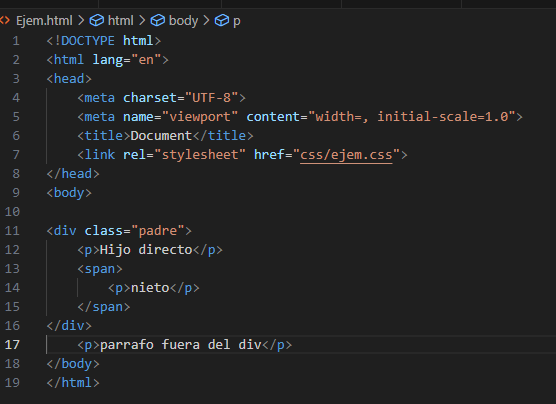 <> Ejem.html > html > body > p
1 <!DOCTYPE html>
2 <html lang="en">
3 <head>
4     <meta charset="UTF-8">
5     <meta name="viewport" content="width=, initial-scale=1.0">
6     <title>Document</title>
7     <link rel="stylesheet" href="css/ejem.css">
8 </head>
9 <body>
10
11 <div class="padre">
12     <p>Hijo directo</p>
13     <span>
14         <p>nieto</p>
15     </span>
16 </div>
17     <p>parrafo fuera del div</p>
18 </body>
19 </html>